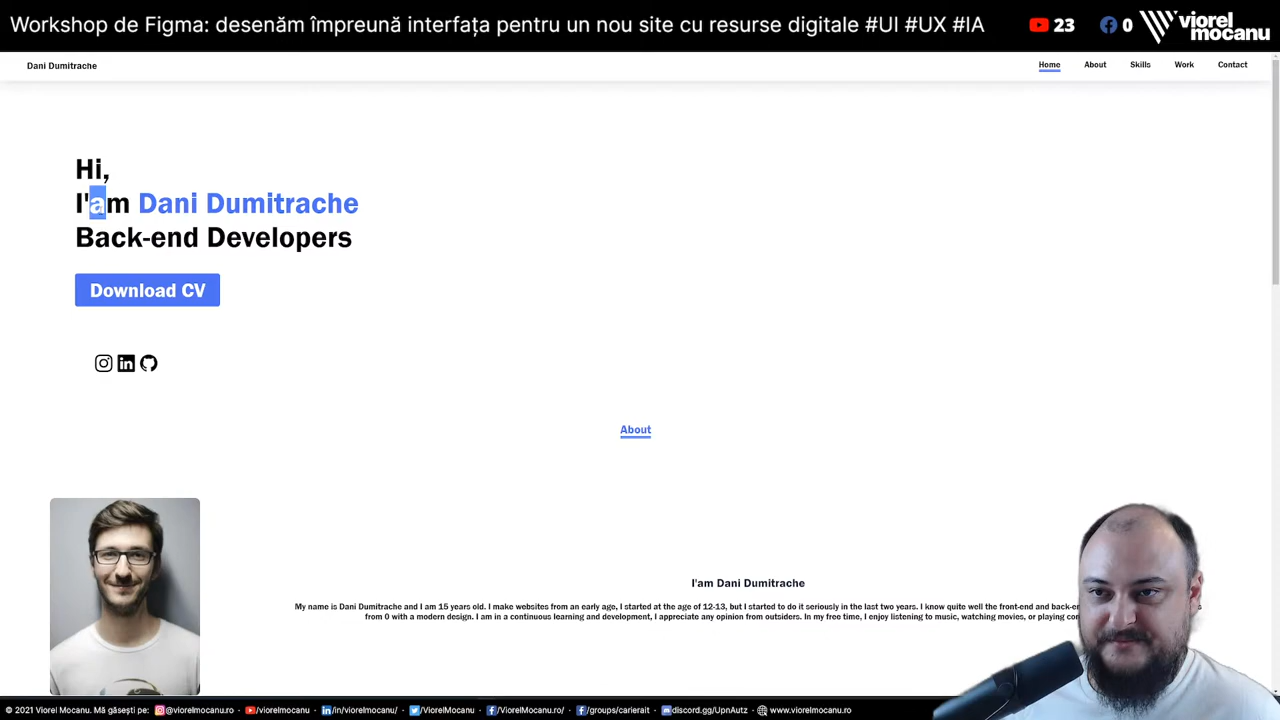 Workshop de Figma: desenăm împreună interfața pentru un nou site cu resurse digitale #UI #UX #IA
23
0
viorel
mocanu
Dani Dumitrache
Home
About
Skills
Work
Contact
Hi,
I'am Dani Dumitrache
Back-end Developers
Download CV
in
About
I'am Dani Dumitrache
My name is Dani Dumitrache and I am 15 years old. I make websites from an early age, I started at the age of 12-13, but I started to do it seriously in the last two years. I know quite well the front-end and back-en
from 0 with a modern design. I am in a continuous learning and development, I appreciate any opinion from outsiders. In my free time, I enjoy listening to music, watching movies, or playing
© 2021 Viorel Mocanu. Mă găsești pe: @viorelmocanu.ro · /viorelmocanu · /in/viorelmocanu/ · /ViorelMocanu · /ViorelMocanu.ro/ · /groups/carierait · discord.gg/UpnAutz · www.viorelmocanu.ro